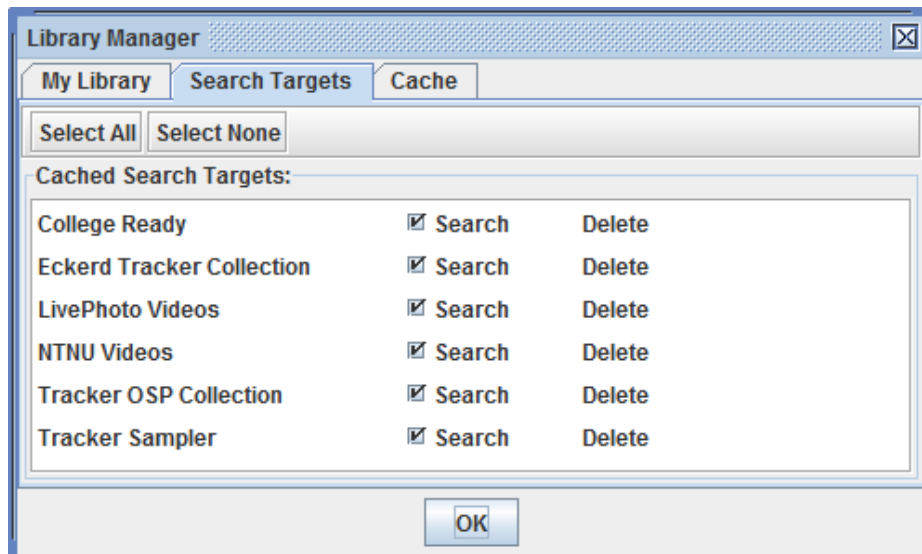 Library Manager
My Library Search Targets Cache
Select All Select None
Cached Search Targets:
College Ready Search Delete
Eckerd Tracker Collection Search Delete
LivePhoto Videos Search Delete
NTNU Videos Search Delete
Tracker OSP Collection Search Delete
Tracker Sampler Search Delete
OK